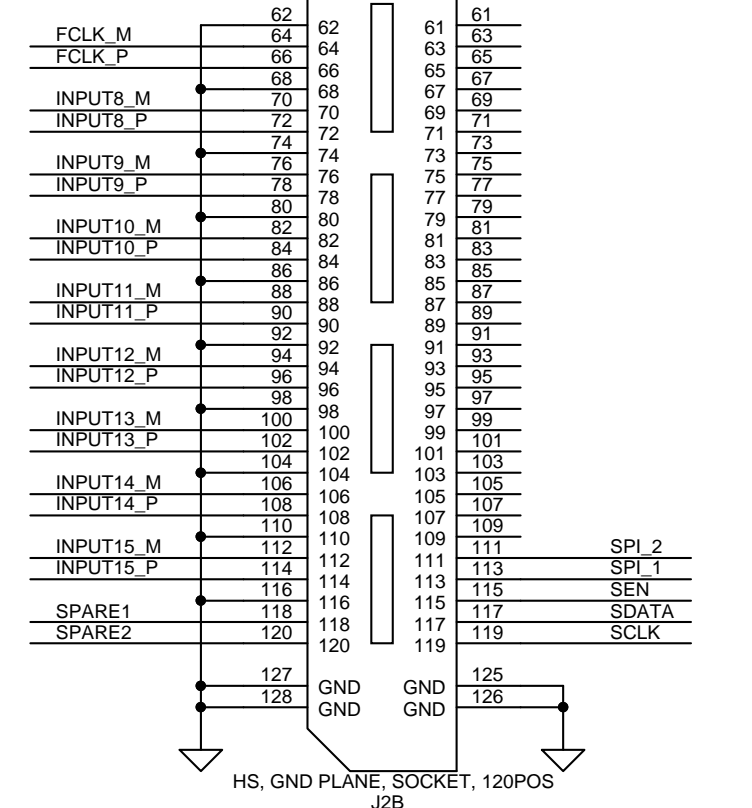 62 61
62 61
FCLK_M 64 63
64 63
FCLK_P 66 65
66 65
68 67
68 67
INPUT8_M 70 69
70 69
INPUT8_P 72 71
72 71
74 73
74 73
INPUT9_M 76 75
76 75
INPUT9_P 78 77
78 77
80 79
80 79
INPUT10_M 82 81
82 81
INPUT10_P 84 83
84 83
86 85
86 85
INPUT11_M 88 87
88 87
INPUT11_P 90 89
90 89
92 91
92 91
INPUT12_M 94 93
94 93
INPUT12_P 96 95
96 95
98 97
98 97
INPUT13_M 100 99
100 99
INPUT13_P 102 101
102 101
104 103
104 103
INPUT14_M 106 105
106 105
INPUT14_P 108 107
108 107
110 109
110 109
INPUT15_M 112 111 SPI_2
112 111
INPUT15_P 114 113 SPI_1
114 113
116 115 SEN
116 115
SPARE1 118 117 SDATA
118 117
SPARE2 120 119 SCLK
120 119
127 125
GND GND
128 126
GND GND
HS, GND PLANE, SOCKET, 120POS
J2B